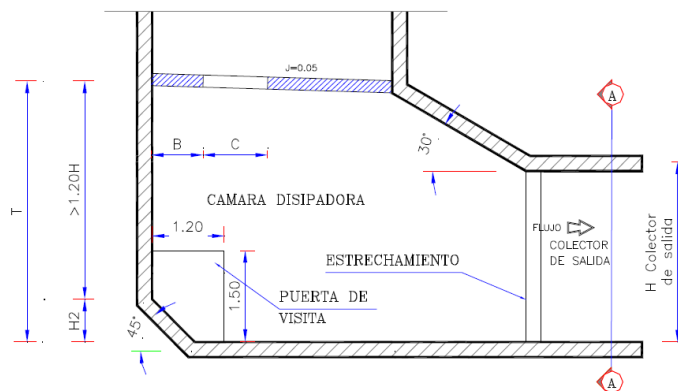 J=0.05
A
B
C
30°
T
>1.20H
CAMARA DISIPADORA
1.20
FLUJO
COLECTOR
DE SALIDA
H Colector
de salida
ESTRECHAMIENTO
1.50
PUERTA DE
VISITA
H2
45°
A